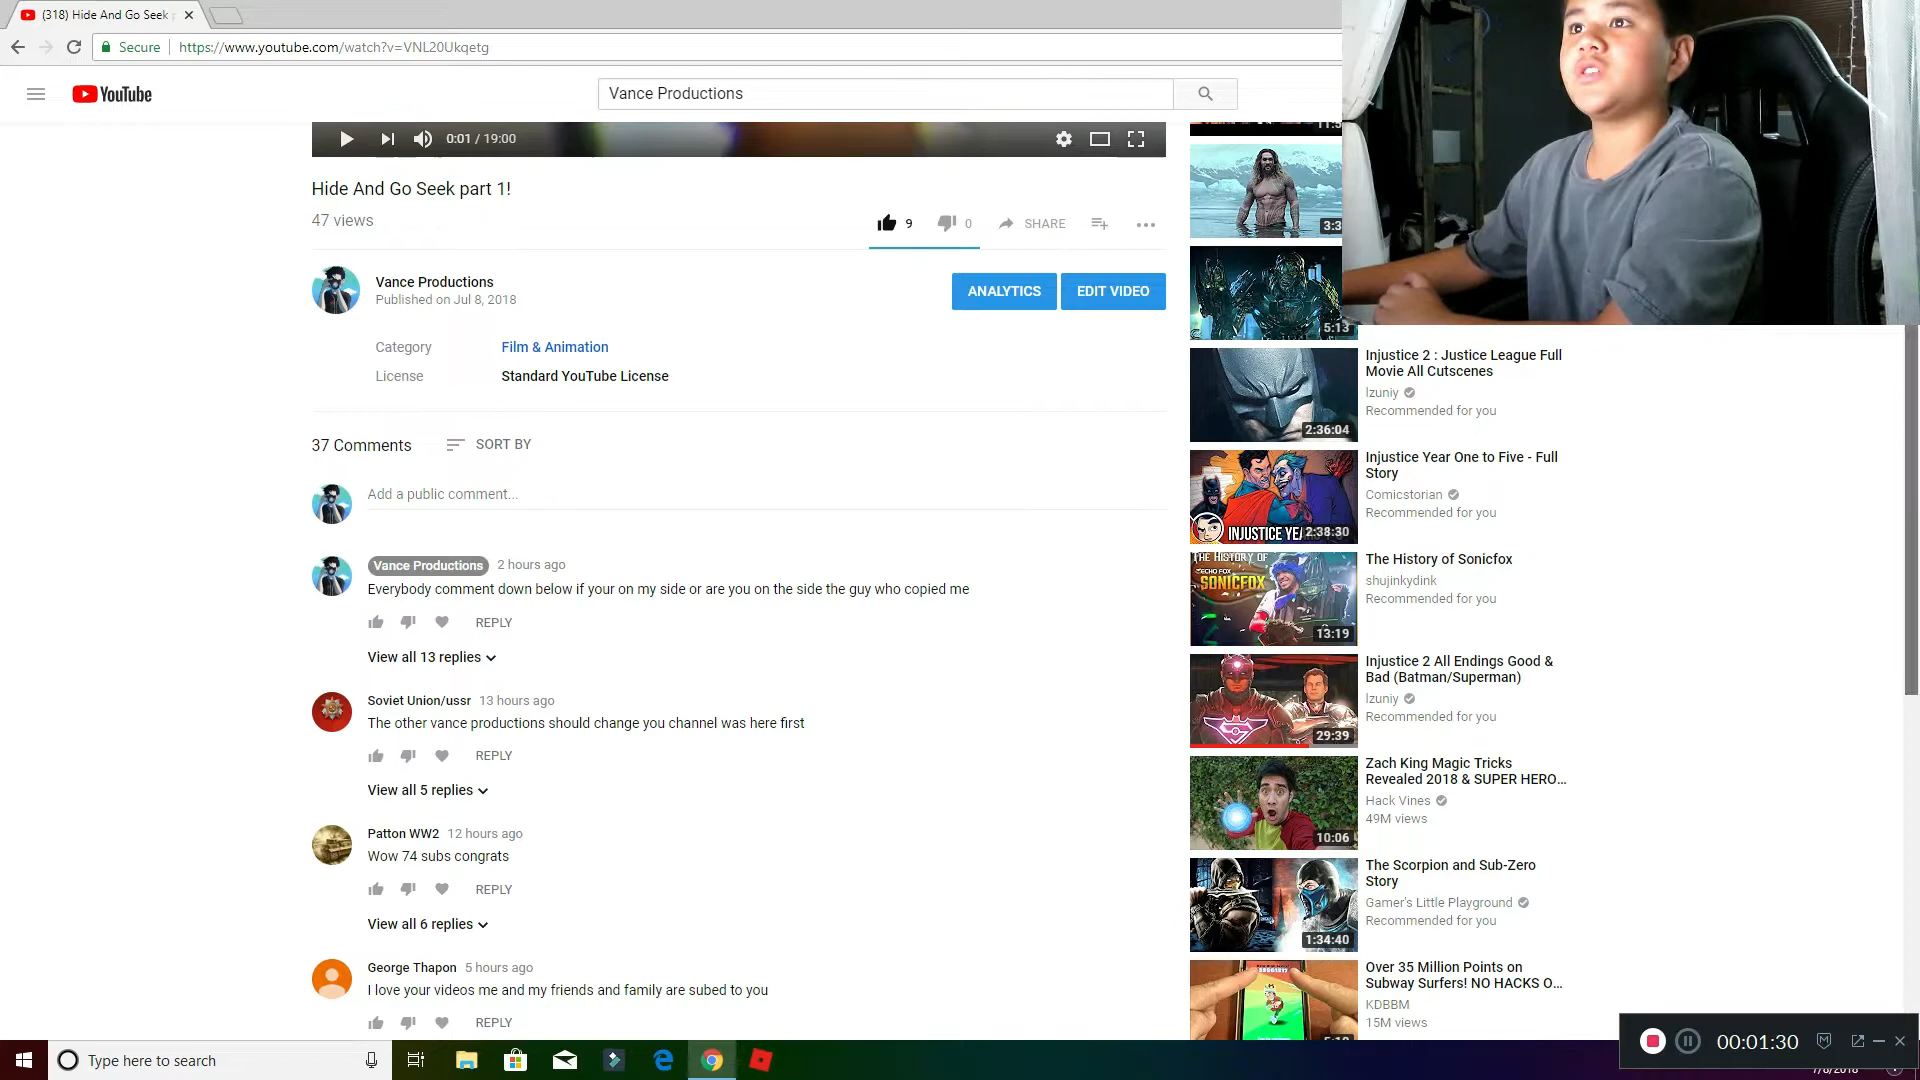 (318) Hide And Go Seek
Secure
https://www.youtube.com/watch?v=VNL20Ukqetg
YouTube
Vance Productions
0:01 / 19:00
Hide And Go Seek part 1!
47 views
9
0
SHARE
Vance Productions
Published on Jul 8, 2018
ANALYTICS
EDIT VIDEO
Category
Film & Animation
License
Standard YouTube License
37 Comments
SORT BY
Add a public comment...
Vance Productions
2 hours ago
Everybody comment down below if your on my side or are you on the side the guy who copied me
REPLY
View all 13 replies
Soviet Union/ussr
13 hours ago
The other vance productions should change you channel was here first
REPLY
View all 5 replies
Patton WW2
12 hours ago
Wow 74 subs congrats
REPLY
View all 6 replies
George Thapon
5 hours ago
I love your videos me and my friends and family are subed to you
REPLY
3:3
5:13
Injustice 2 : Justice League Full
Movie All Cutscenes
Recommended for you
2:36:04
Injustice Year One to Five - Full
Story
Comicstorian
Recommended for you
INJUSTICE YEA
2:38:30
The History of Sonicfox
shujinkydink
Recommended for you
THE HISTORY OF
ECHO FOX
SONICFOX
13:19
Injustice 2 All Endings Good &
Bad (Batman/Superman)
Recommended for you
29:39
Zach King Magic Tricks
Revealed 2018 & SUPER HERO...
Hack Vines
49M views
10:06
The Scorpion and Sub-Zero
Story
Gamer's Little Playground
Recommended for you
1:34:40
Over 35 Million Points on
Subway Surfers! NO HACKS O...
KDBBM
15M views
00:01:30
Type here to search